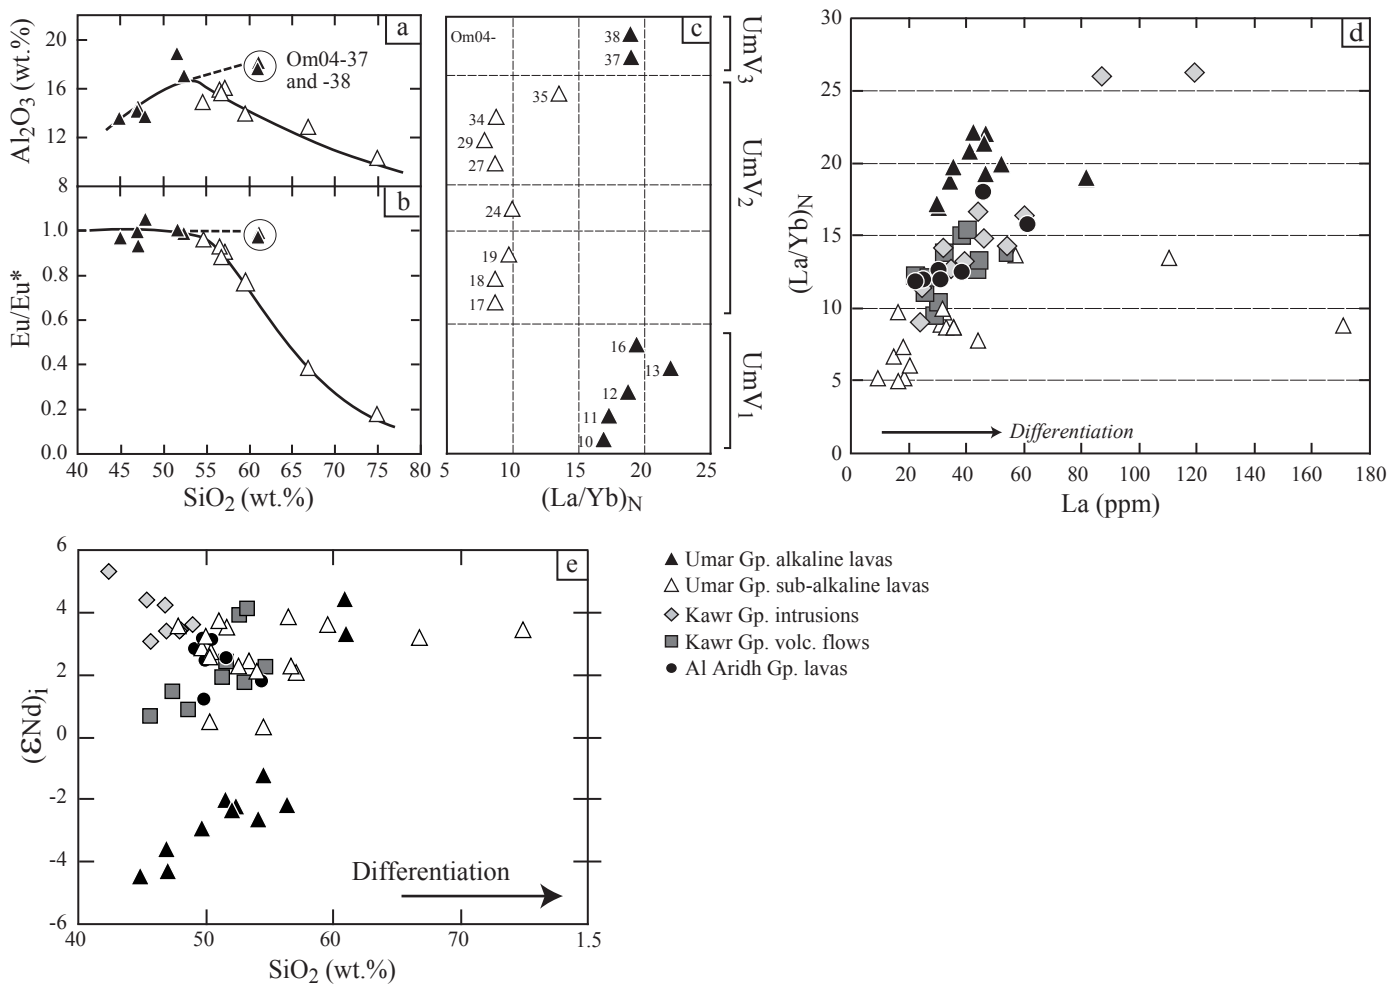 a
20
16
12
8
Al2O3 (wt.%)
Om04-37
and -38
b
1.0
0.8
0.6
0.4
0.2
0.0
Eu/Eu*
40 45 50 55 60 65 70 75 80
SiO2 (wt.%)
c
Om04-
38
37
35
34
29
27
24
19
18
17
16
13
12
11
10
5 10 15 20 25
(La/Yb)N
UmV3
UmV2
UmV1
d
30
25
20
15
10
5
0
(La/Yb)N
Differentiation
0 20 40 60 80 100 120 140 160 180
La (ppm)
e
6
4
2
0
-2
-4
-6
(εNd)i
Differentiation
40 50 60 70 1.5
SiO2 (wt.%)
Umar Gp. alkaline lavas
Umar Gp. sub-alkaline lavas
Kawr Gp. intrusions
Kawr Gp. volc. flows
Al Aridh Gp. lavas